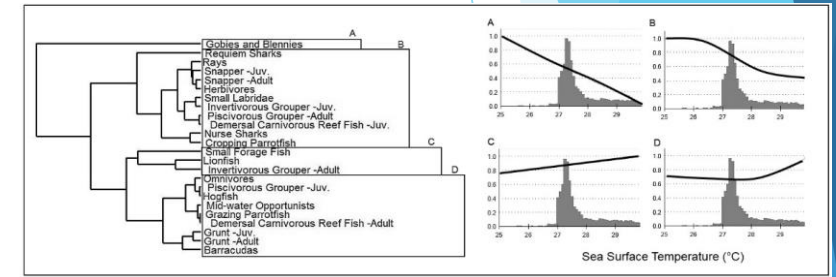 A
Gobies and Blennies
B
Requiem Sharks
Rays
Snapper -Juv.
Snapper -Adult
Herbivores
Small Labridae
Invertivorous Grouper -Juv.
Piscivorous Grouper -Adult
Demersal Carnivorous Reef Fish -Juv.
Nurse Sharks
Cropping Parrotfish
C
Small Forage Fish
Lionfish
Invertivorous Grouper -Adult
D
Omnivores
Piscivorous Grouper -Juv.
Hogfish
Mid-water Opportunists
Grazing Parrotfish
Demersal Carnivorous Reef Fish -Adult
Grunt -Juv.
Grunt -Adult
Barracudas
A
1.0
0.8
0.6
0.4
0.2
0.0
25 26 27 28 29
B
1.0
0.8
0.6
0.4
0.2
0.0
25 26 27 28 29
C
1.0
0.8
0.6
0.4
0.2
0.0
25 26 27 28 29
D
1.0
0.8
0.6
0.4
0.2
0.0
25 26 27 28 29
Sea Surface Temperature (°C)